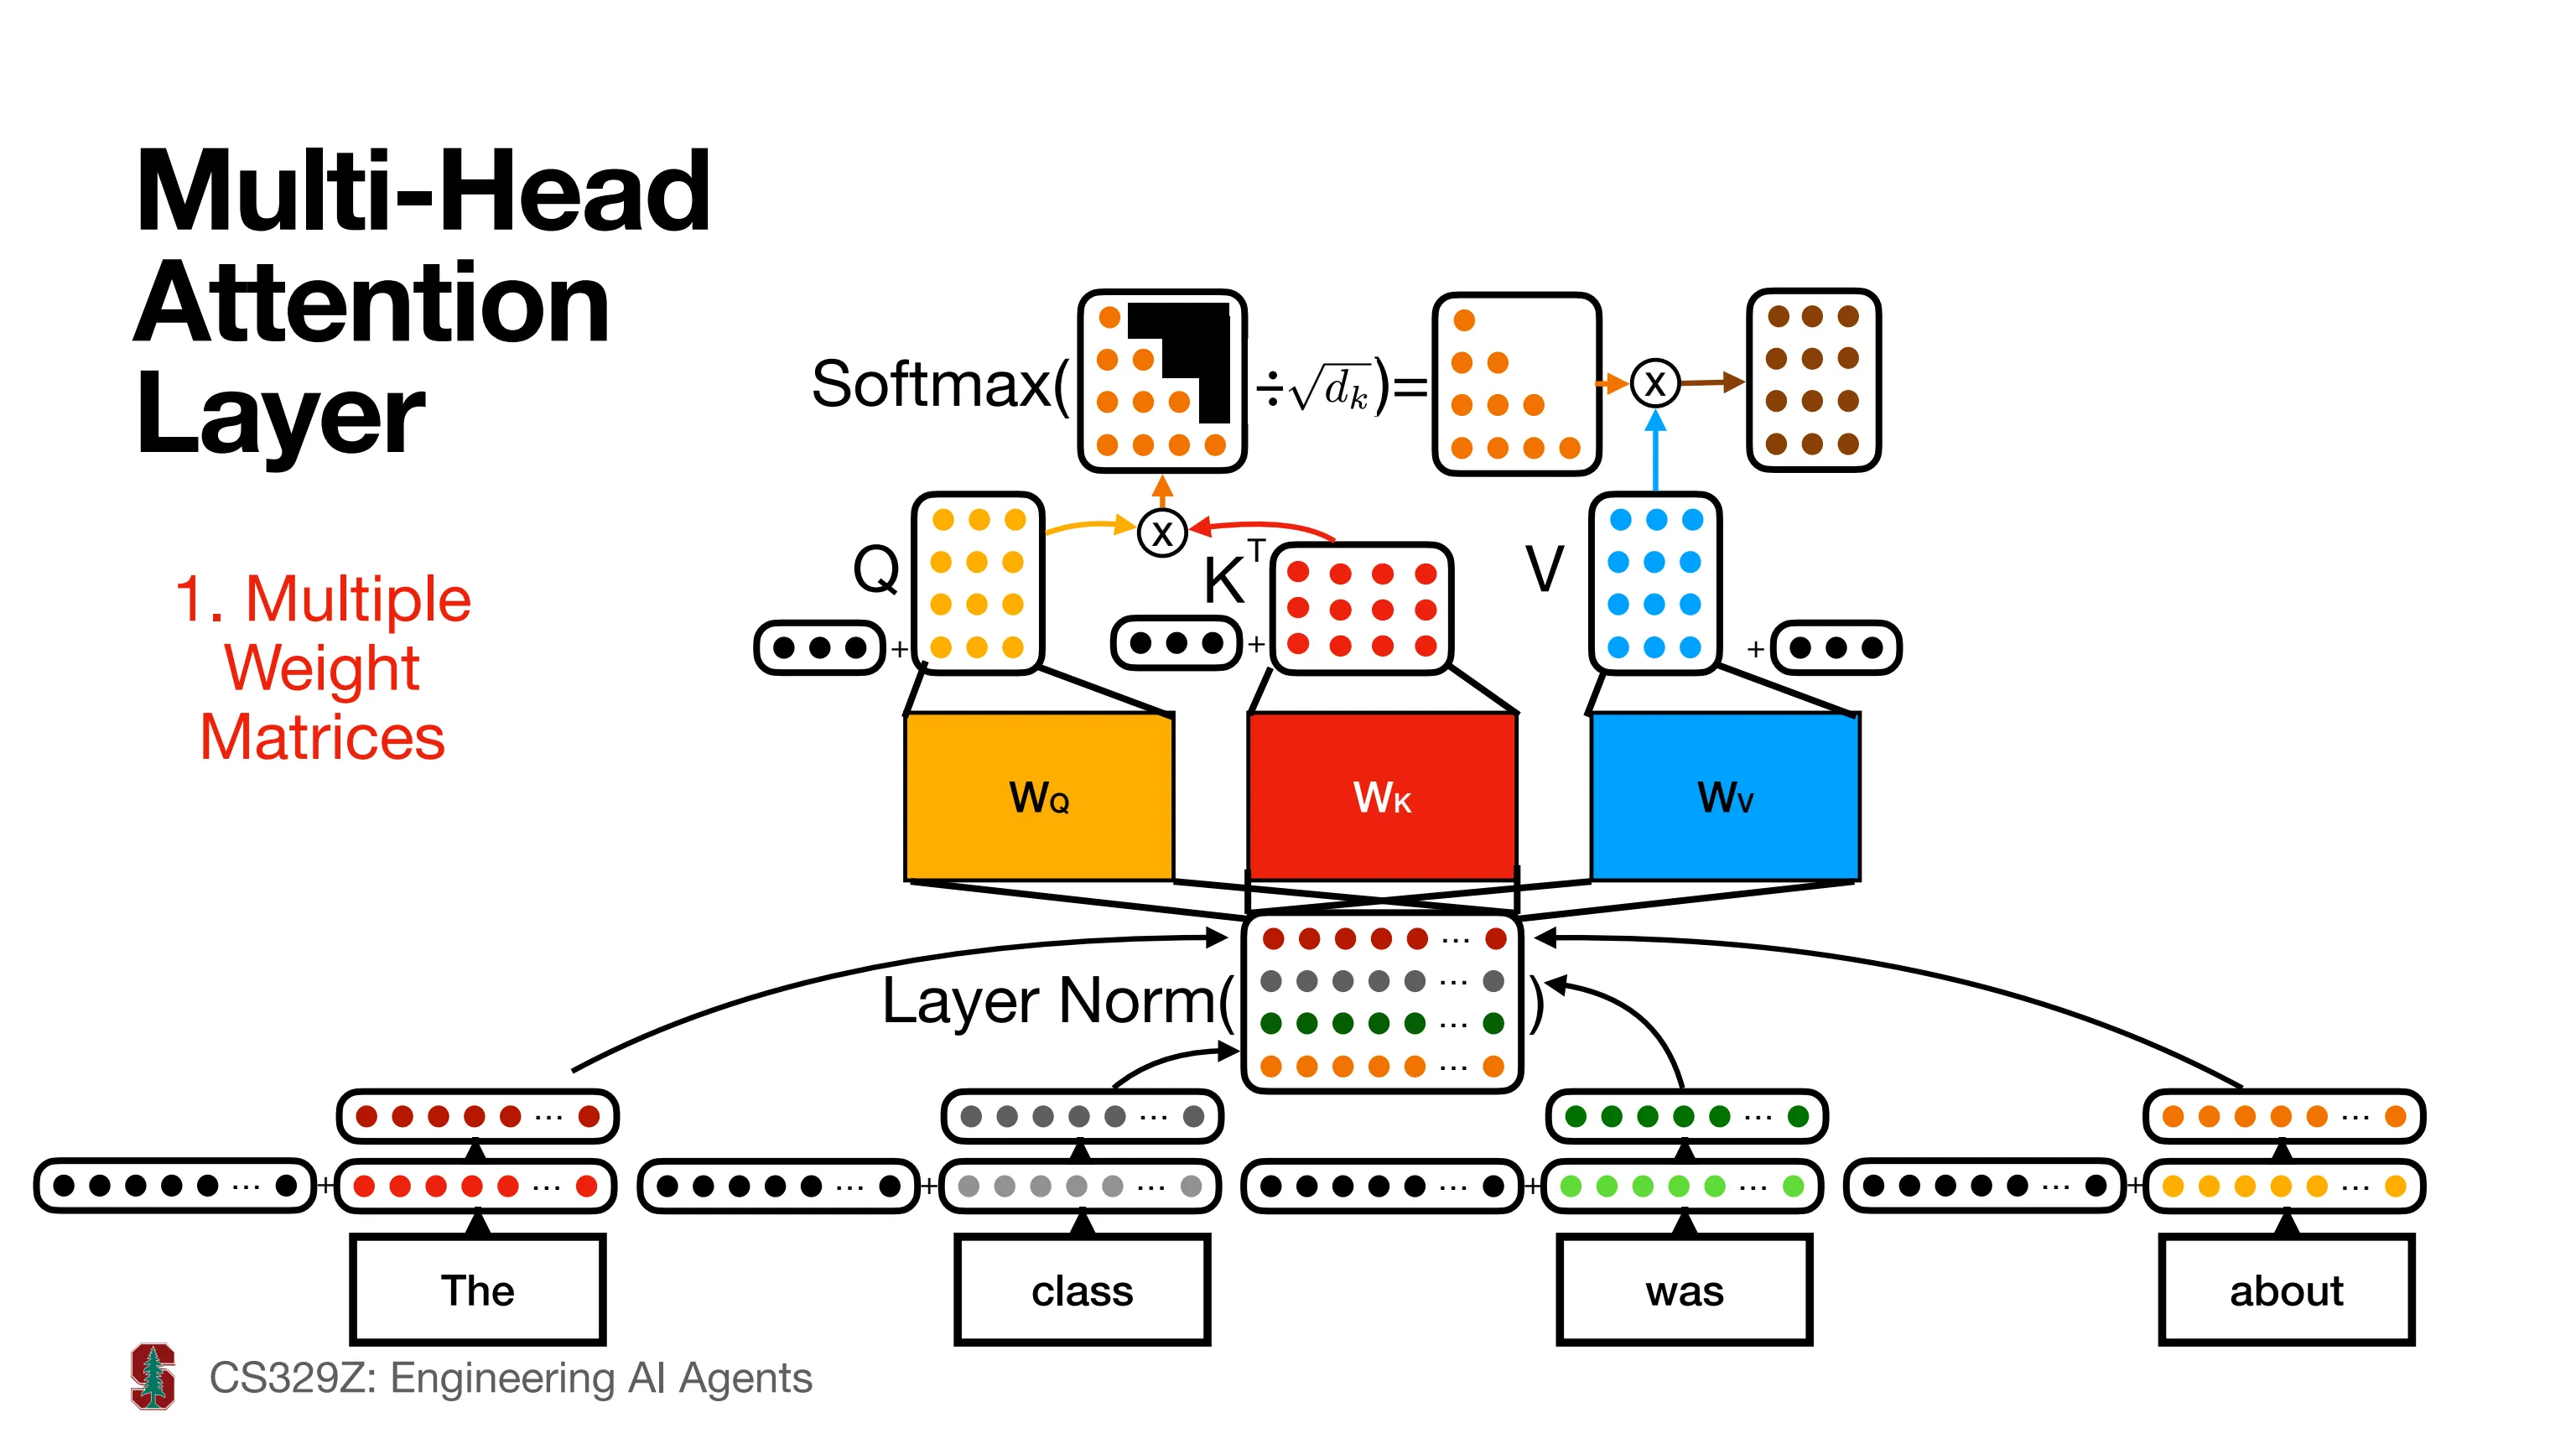 Multi-Head
Attention
Layer
1. Multiple
Weight
Matrices
Softmax( ÷√dk)= X
Q X K^T V
+ + +
WQ WK WV
Layer Norm( ... )
...
...
...
... ... ... ...
... + ... ... + ... ... + ... ... + ...
The class was about
CS329Z: Engineering AI Agents